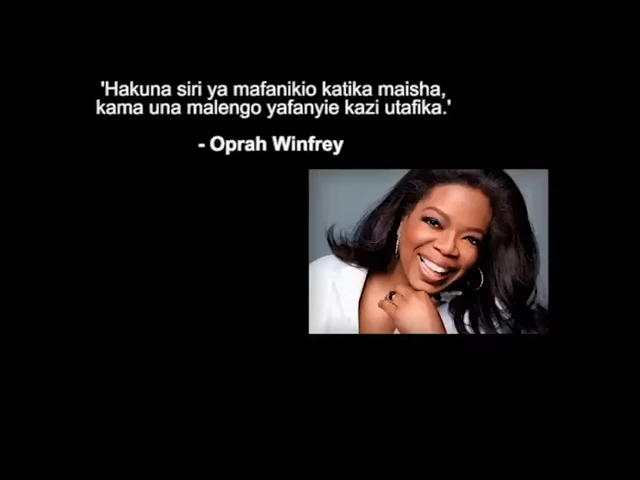 'Hakuna siri ya mafanikio katika maisha,
kama una malengo yafanyie kazi utafika.'
- Oprah Winfrey